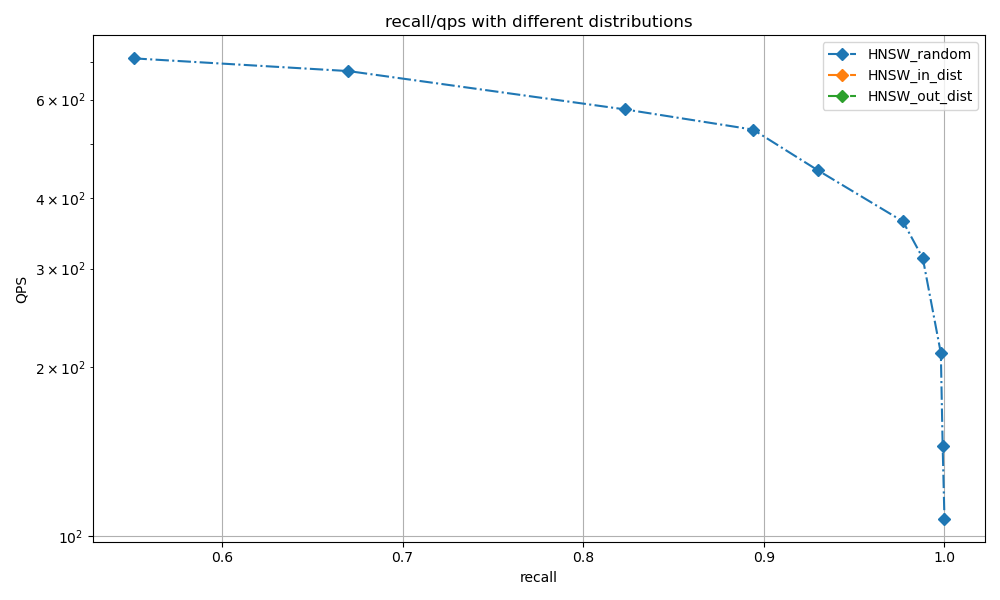 recall/qps with different distributions
HNSW_random
HNSW_in_dist
HNSW_out_dist
6 × 10²
4 × 10²
3 × 10²
2 × 10²
10²
QPS
0.6 0.7 0.8 0.9 1.0
recall